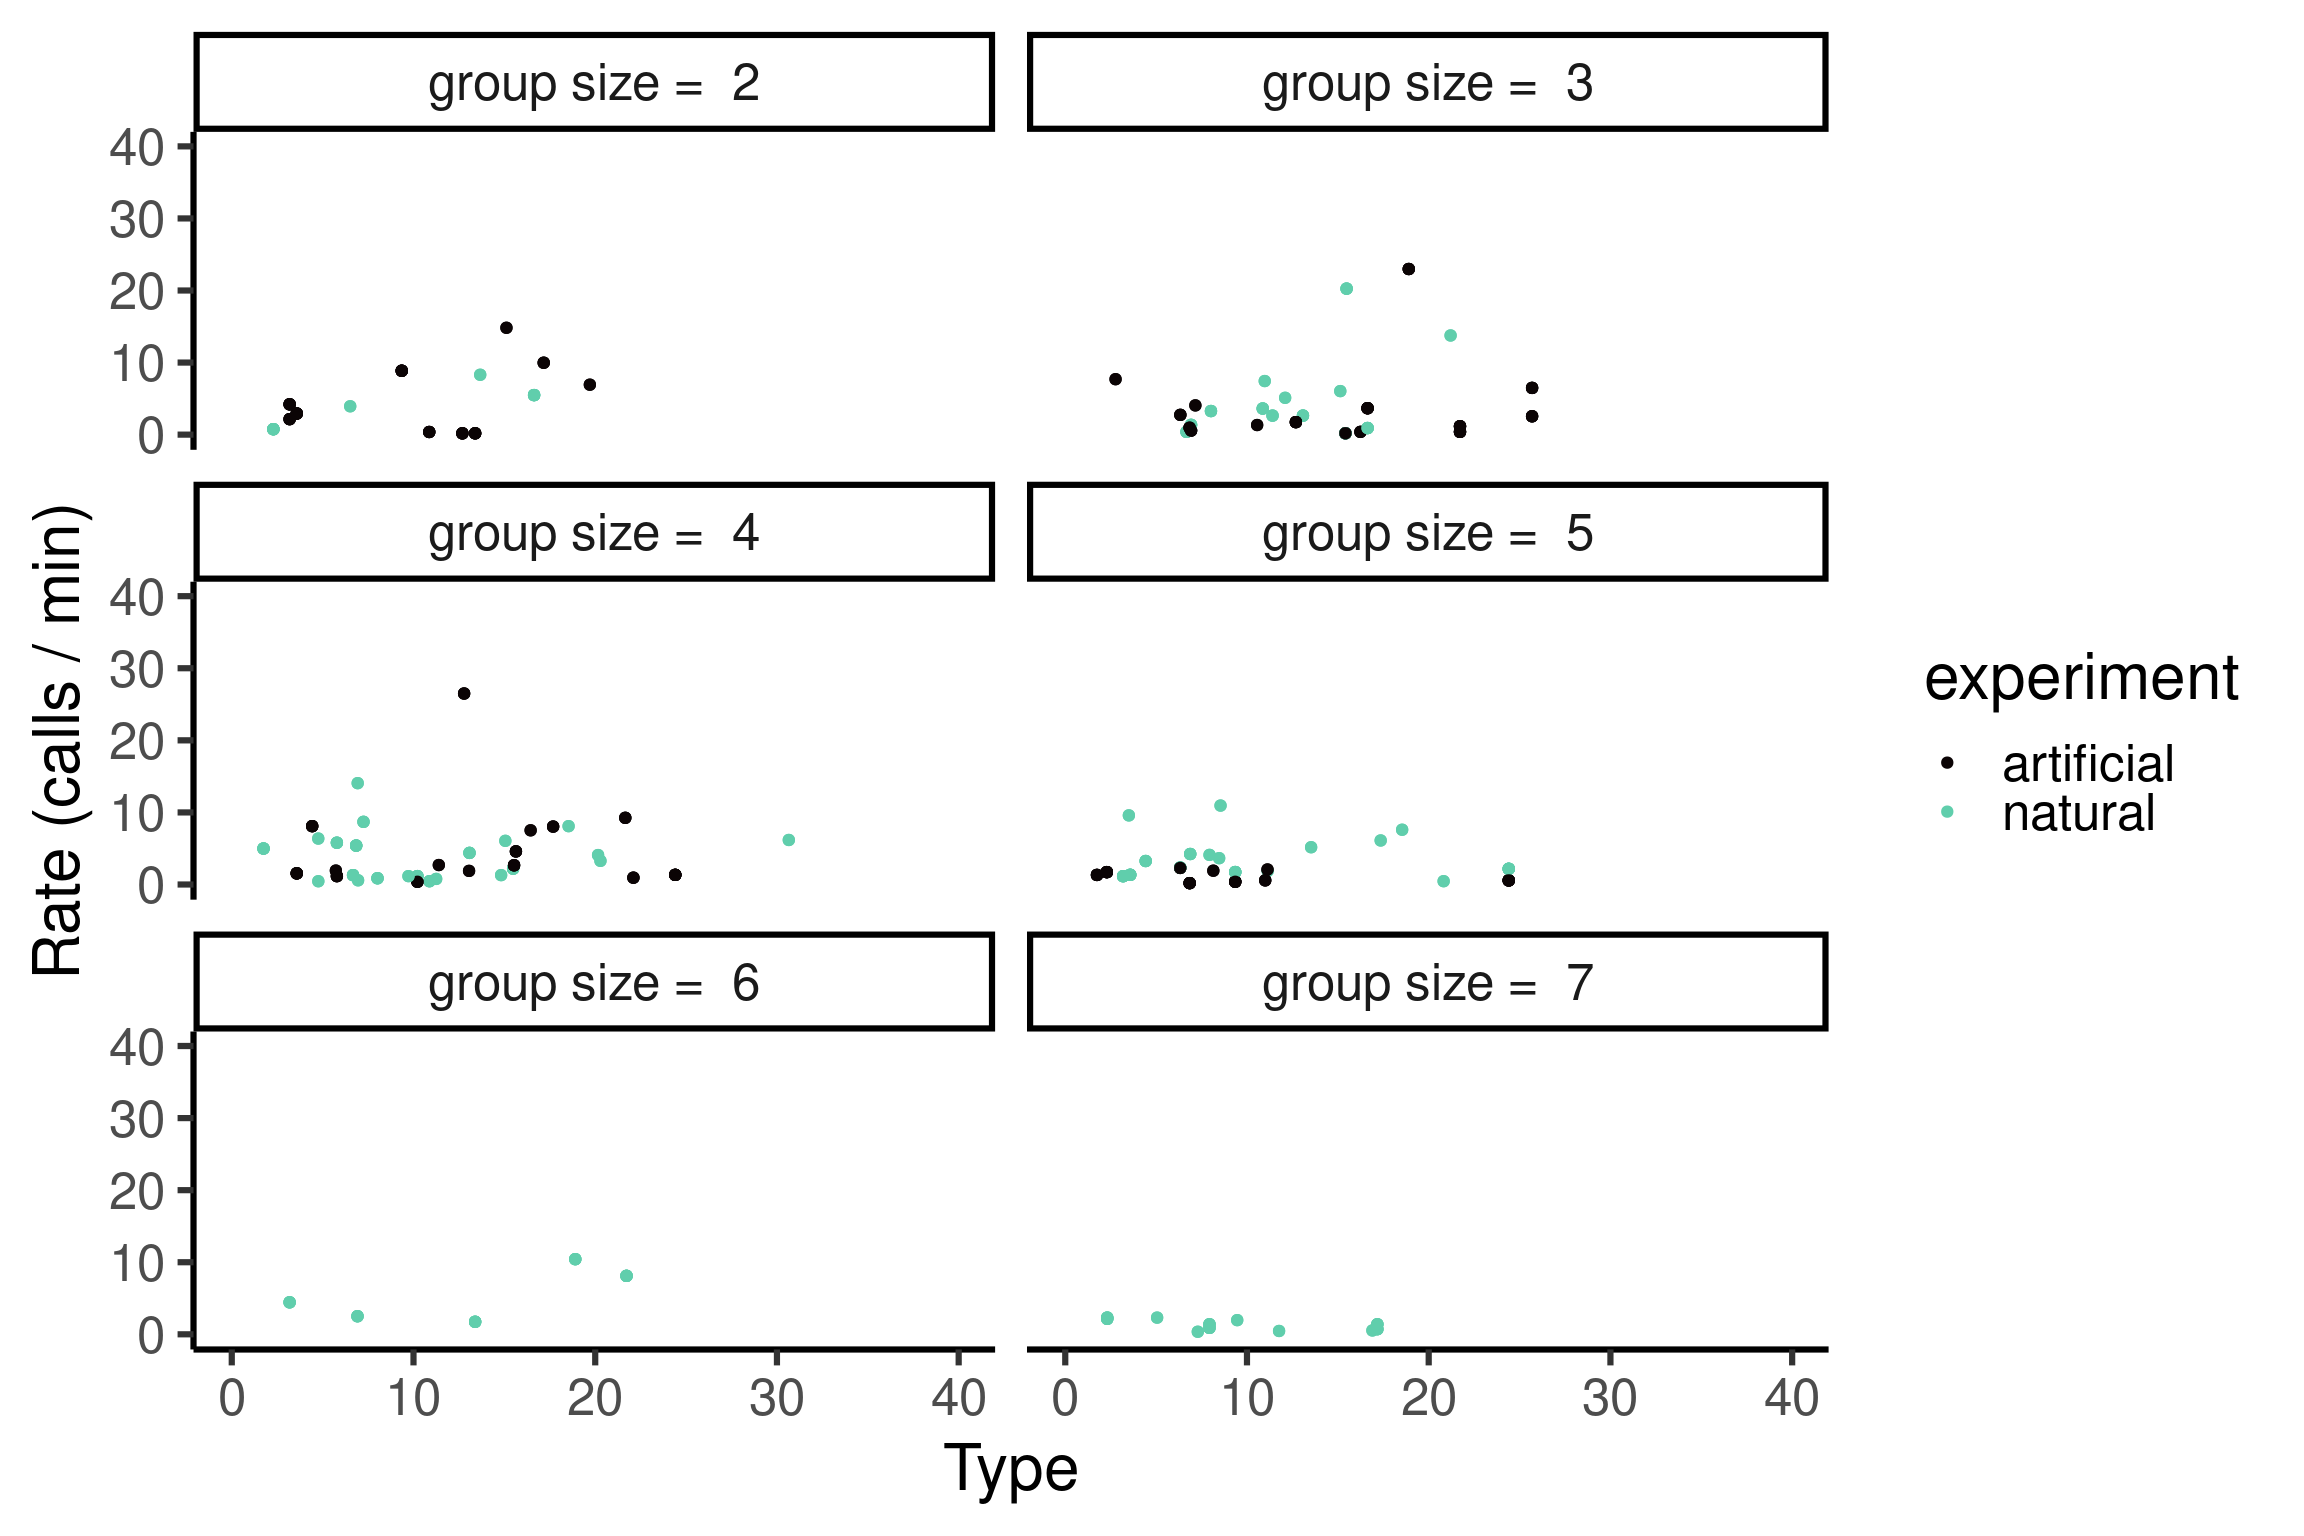 group size =  2
group size =  3
40
30
20
10
0
group size =  4
group size =  5
40
30
20
10
0
group size =  6
group size =  7
40
30
20
10
0
0 10 20 30 40
0 10 20 30 40
Type
Rate (calls / min)
experiment
artificial
natural